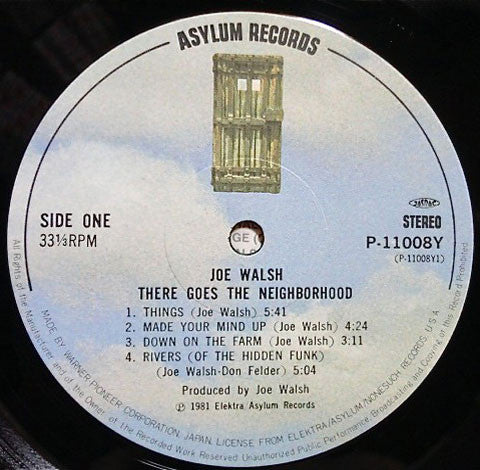 ASYLUM RECORDS
SIDE ONE
33⅓RPM
STEREO
P-11008Y
(P-11008Y1)
GE (
JOE WALSH
THERE GOES THE NEIGHBORHOOD
1. THINGS (Joe Walsh) 5:41
2. MADE YOUR MIND UP (Joe Walsh) 4:24
3. DOWN ON THE FARM (Joe Walsh) 3:11
4. RIVERS (OF THE HIDDEN FUNK)
(Joe Walsh-Don Felder) 5:04
Produced by Joe Walsh
℗ 1981 Elektra Asylum Records
MADE BY WARNER-PIONEER CORPORATION, JAPAN, LICENSE FROM ELEKTRA/ASYLUM/NONESUCH RECORDS, U.S.A.
All Rights of the Manufacturer and of the Owner of the Recorded Work Reserved Unauthorized Public Performance, Broadcasting and Copying of this Record Prohibited.